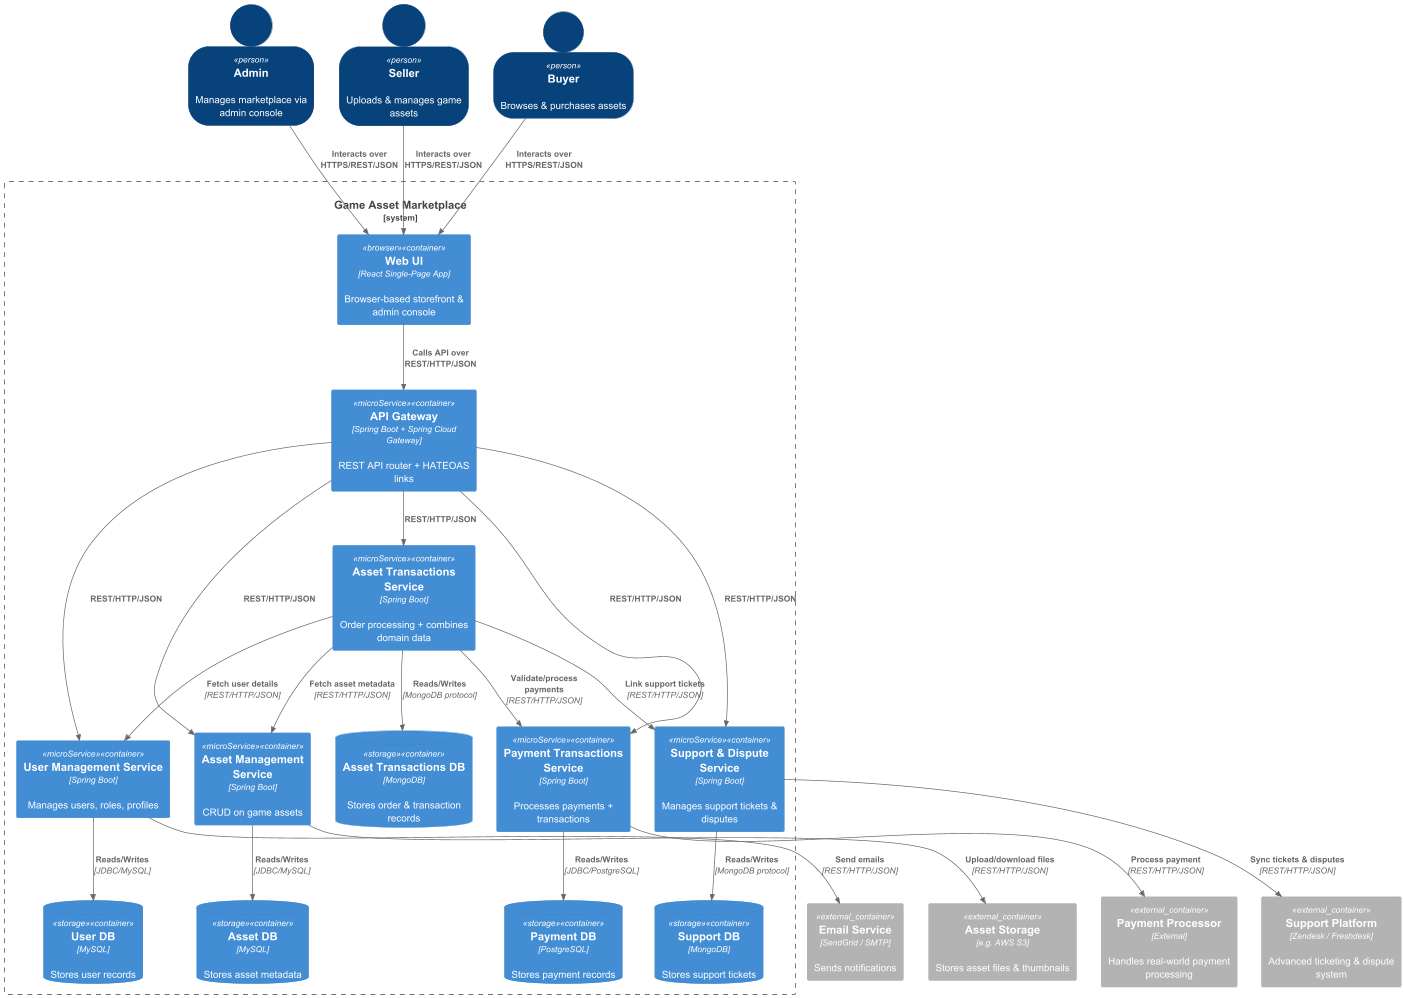 «person»
Admin
Manages marketplace via
admin console
«person»
Seller
Uploads & manages game
assets
«person»
Buyer
Browses & purchases assets
Interacts over
HTTPS/REST/JSON
Interacts over
HTTPS/REST/JSON
Interacts over
HTTPS/REST/JSON
Game Asset Marketplace
[system]
«browser»«container»
Web UI
[React Single-Page App]
Browser-based storefront &
admin console
Calls API over
REST/HTTP/JSON
«microService»«container»
API Gateway
[Spring Boot + Spring Cloud
Gateway]
REST API router + HATEOAS
links
REST/HTTP/JSON
«microService»«container»
Asset Transactions
Service
[Spring Boot]
Order processing + combines
domain data
REST/HTTP/JSON
REST/HTTP/JSON
REST/HTTP/JSON
REST/HTTP/JSON
Fetch user details
[REST/HTTP/JSON]
Fetch asset metadata
[REST/HTTP/JSON]
Reads/Writes
[MongoDB protocol]
Validate/process
payments
[REST/HTTP/JSON]
Link support tickets
[REST/HTTP/JSON]
«microService»«container»
User Management Service
[Spring Boot]
Manages users, roles, profiles
«microService»«container»
Asset Management
Service
[Spring Boot]
CRUD on game assets
«storage»«container»
Asset Transactions DB
[MongoDB]
Stores order & transaction
records
«microService»«container»
Payment Transactions
Service
[Spring Boot]
Processes payments +
transactions
«microService»«container»
Support & Dispute
Service
[Spring Boot]
Manages support tickets &
disputes
Reads/Writes
[JDBC/MySQL]
Reads/Writes
[JDBC/MySQL]
Reads/Writes
[JDBC/PostgreSQL]
Reads/Writes
[MongoDB protocol]
Send emails
[REST/HTTP/JSON]
Upload/download files
[REST/HTTP/JSON]
Process payment
[REST/HTTP/JSON]
Sync tickets & disputes
[REST/HTTP/JSON]
«storage»«container»
User DB
[MySQL]
Stores user records
«storage»«container»
Asset DB
[MySQL]
Stores asset metadata
«storage»«container»
Payment DB
[PostgreSQL]
Stores payment records
«storage»«container»
Support DB
[MongoDB]
Stores support tickets
«external_container»
Email Service
[SendGrid / SMTP]
Sends notifications
«external_container»
Asset Storage
[e.g. AWS S3]
Stores asset files & thumbnails
«external_container»
Payment Processor
[External]
Handles real-world payment
processing
«external_container»
Support Platform
[Zendesk / Freshdesk]
Advanced ticketing & dispute
system